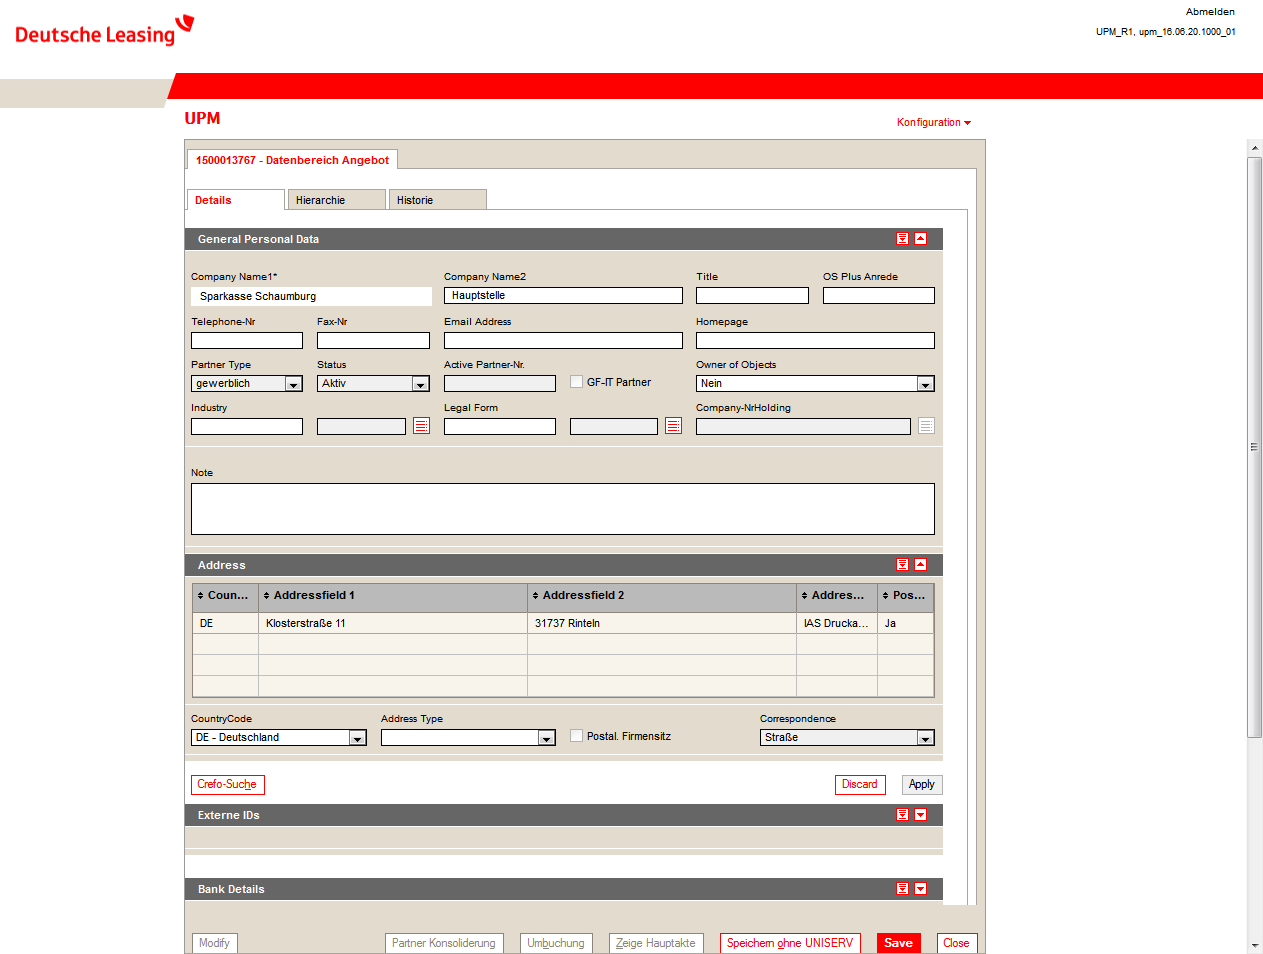 Abmelden
Deutsche Leasing
UPM_R1, upm_16.06.20.1000_01
UPM
Konfiguration
1500013767 - Datenbereich Angebot
Details Hierarchie Historie
General Personal Data
Company Name1* Company Name2 Title OS Plus Anrede
Sparkasse Schaumburg Hauptstelle
Telephone-Nr Fax-Nr Email Address Homepage
Partner Type Status Active Partner-Nr. Owner of Objects
gewerblich Aktiv GF-IT Partner Nein
Industry Legal Form Company-NrHolding
Note
Address
Coun... Addressfield 1 Addressfield 2 Addres... Pos...
DE Klosterstraße 11 31737 Rinteln IAS Drucka... Ja
CountryCode Address Type Correspondence
DE - Deutschland Postal. Firmensitz Straße
Crefo-Suche Discard Apply
Externe IDs
Bank Details
Modify Partner Konsoliderung Umbuchung Zeige Hauptakte Speichern ohne UNISERV Save Close